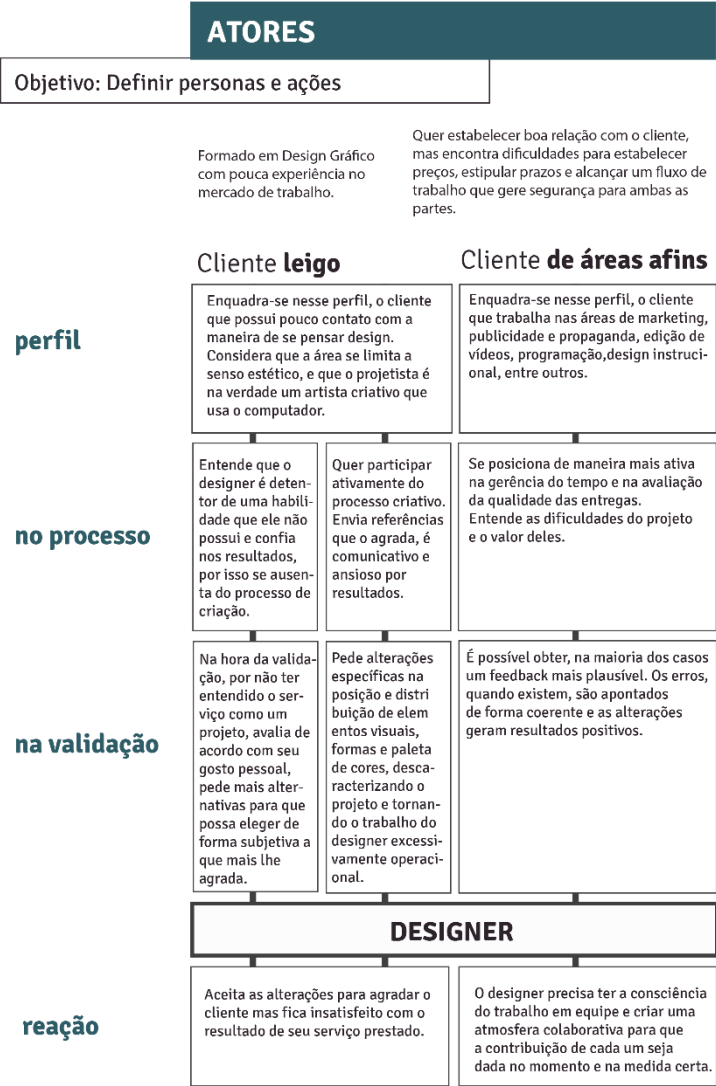 ATORES
Objetivo: Definir personas e ações
Formado em Design Gráfico
com pouca experiência no
mercado de trabalho.
Quer estabelecer boa relação com o cliente,
mas encontra dificuldades para estabelecer
preços, estipular prazos e alcançar um fluxo de
trabalho que gere segurança para ambas as
partes.
Cliente leigo
Cliente de áreas afins
perfil
Enquadra-se nesse perfil, o cliente
que possui pouco contato com a
maneira de se pensar design.
Considera que a área se limita a
senso estético, e que o projetista é
na verdade um artista criativo que
usa o computador.
Enquadra-se nesse perfil, o cliente
que trabalha nas áreas de marketing,
publicidade e propaganda, edição de
vídeos, programação,design instruci-
onal, entre outros.
no processo
Entende que o
designer é deten-
tor de uma habili-
dade que ele não
possui e confia
nos resultados,
por isso se ausen-
ta do processo de
criação.
Quer participar
ativamente do
processo criativo.
Envia referências
que o agrada, é
comunicativo e
ansioso por
resultados.
Se posiciona de maneira mais ativa
na gerência do tempo e na avaliação
da qualidade das entregas.
Entende as dificuldades do projeto
e o valor deles.
na validação
Na hora da valida-
ção, por não ter
entendido o ser-
viço como um
projeto, avalia de
acordo com seu
gosto pessoal,
pede mais alter-
nativas para que
possa eleger de
forma subjetiva a
que mais lhe
agrada.
Pede alterações
específicas na
posição e distri
buição de elem
entos visuais,
formas e paleta
de cores, desca-
racterizando o
projeto e tornan-
do o trabalho do
designer excessi-
vamente operaci-
onal.
É possível obter, na maioria dos casos
um feedback mais plausível. Os erros,
quando existem, são apontados
de forma coerente e as alterações
geram resultados positivos.
DESIGNER
reação
Aceita as alterações para agradar o
cliente mas fica insatisfeito com o
resultado de seu serviço prestado.
O designer precisa ter a consciência
do trabalho em equipe e criar uma
atmosfera colaborativa para que
a contribuição de cada um seja
dada no momento e na medida certa.